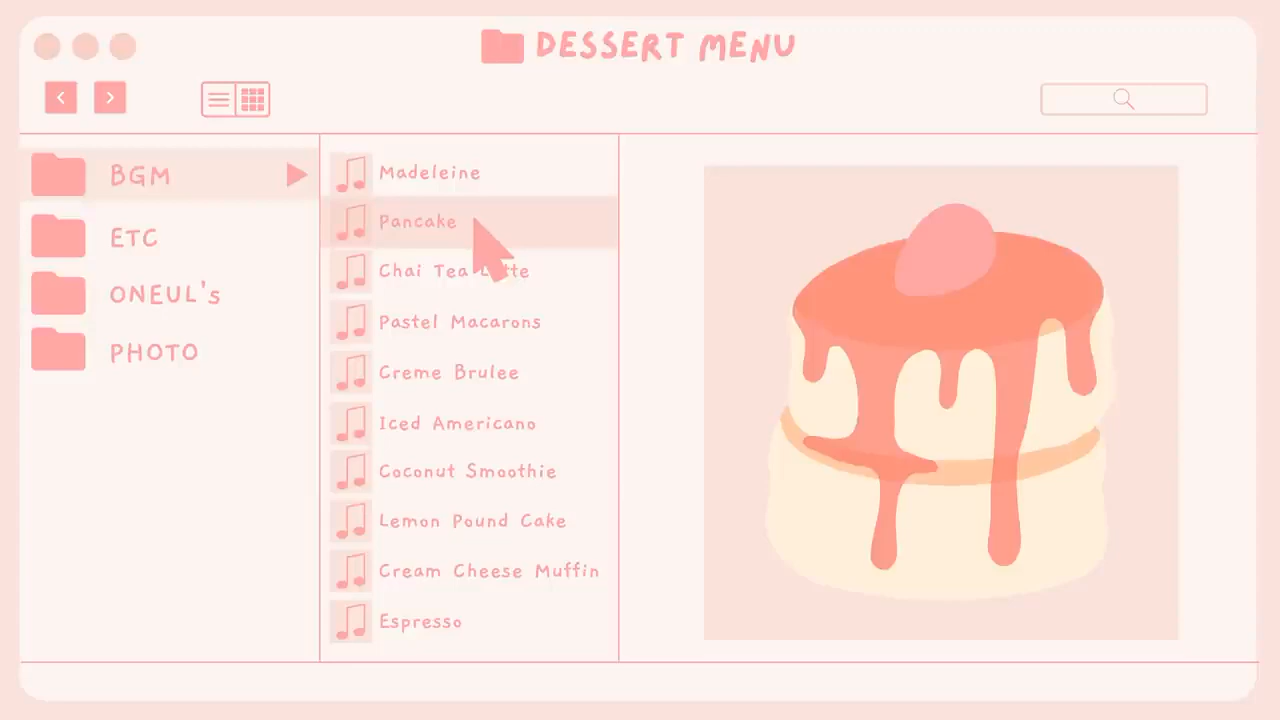 DESSERT MENU
BGM
ETC
ONEUL's
PHOTO
Madeleine
Pancake
Chai Tea Latte
Pastel Macarons
Creme Brulee
Iced Americano
Coconut Smoothie
Lemon Pound Cake
Cream Cheese Muffin
Espresso